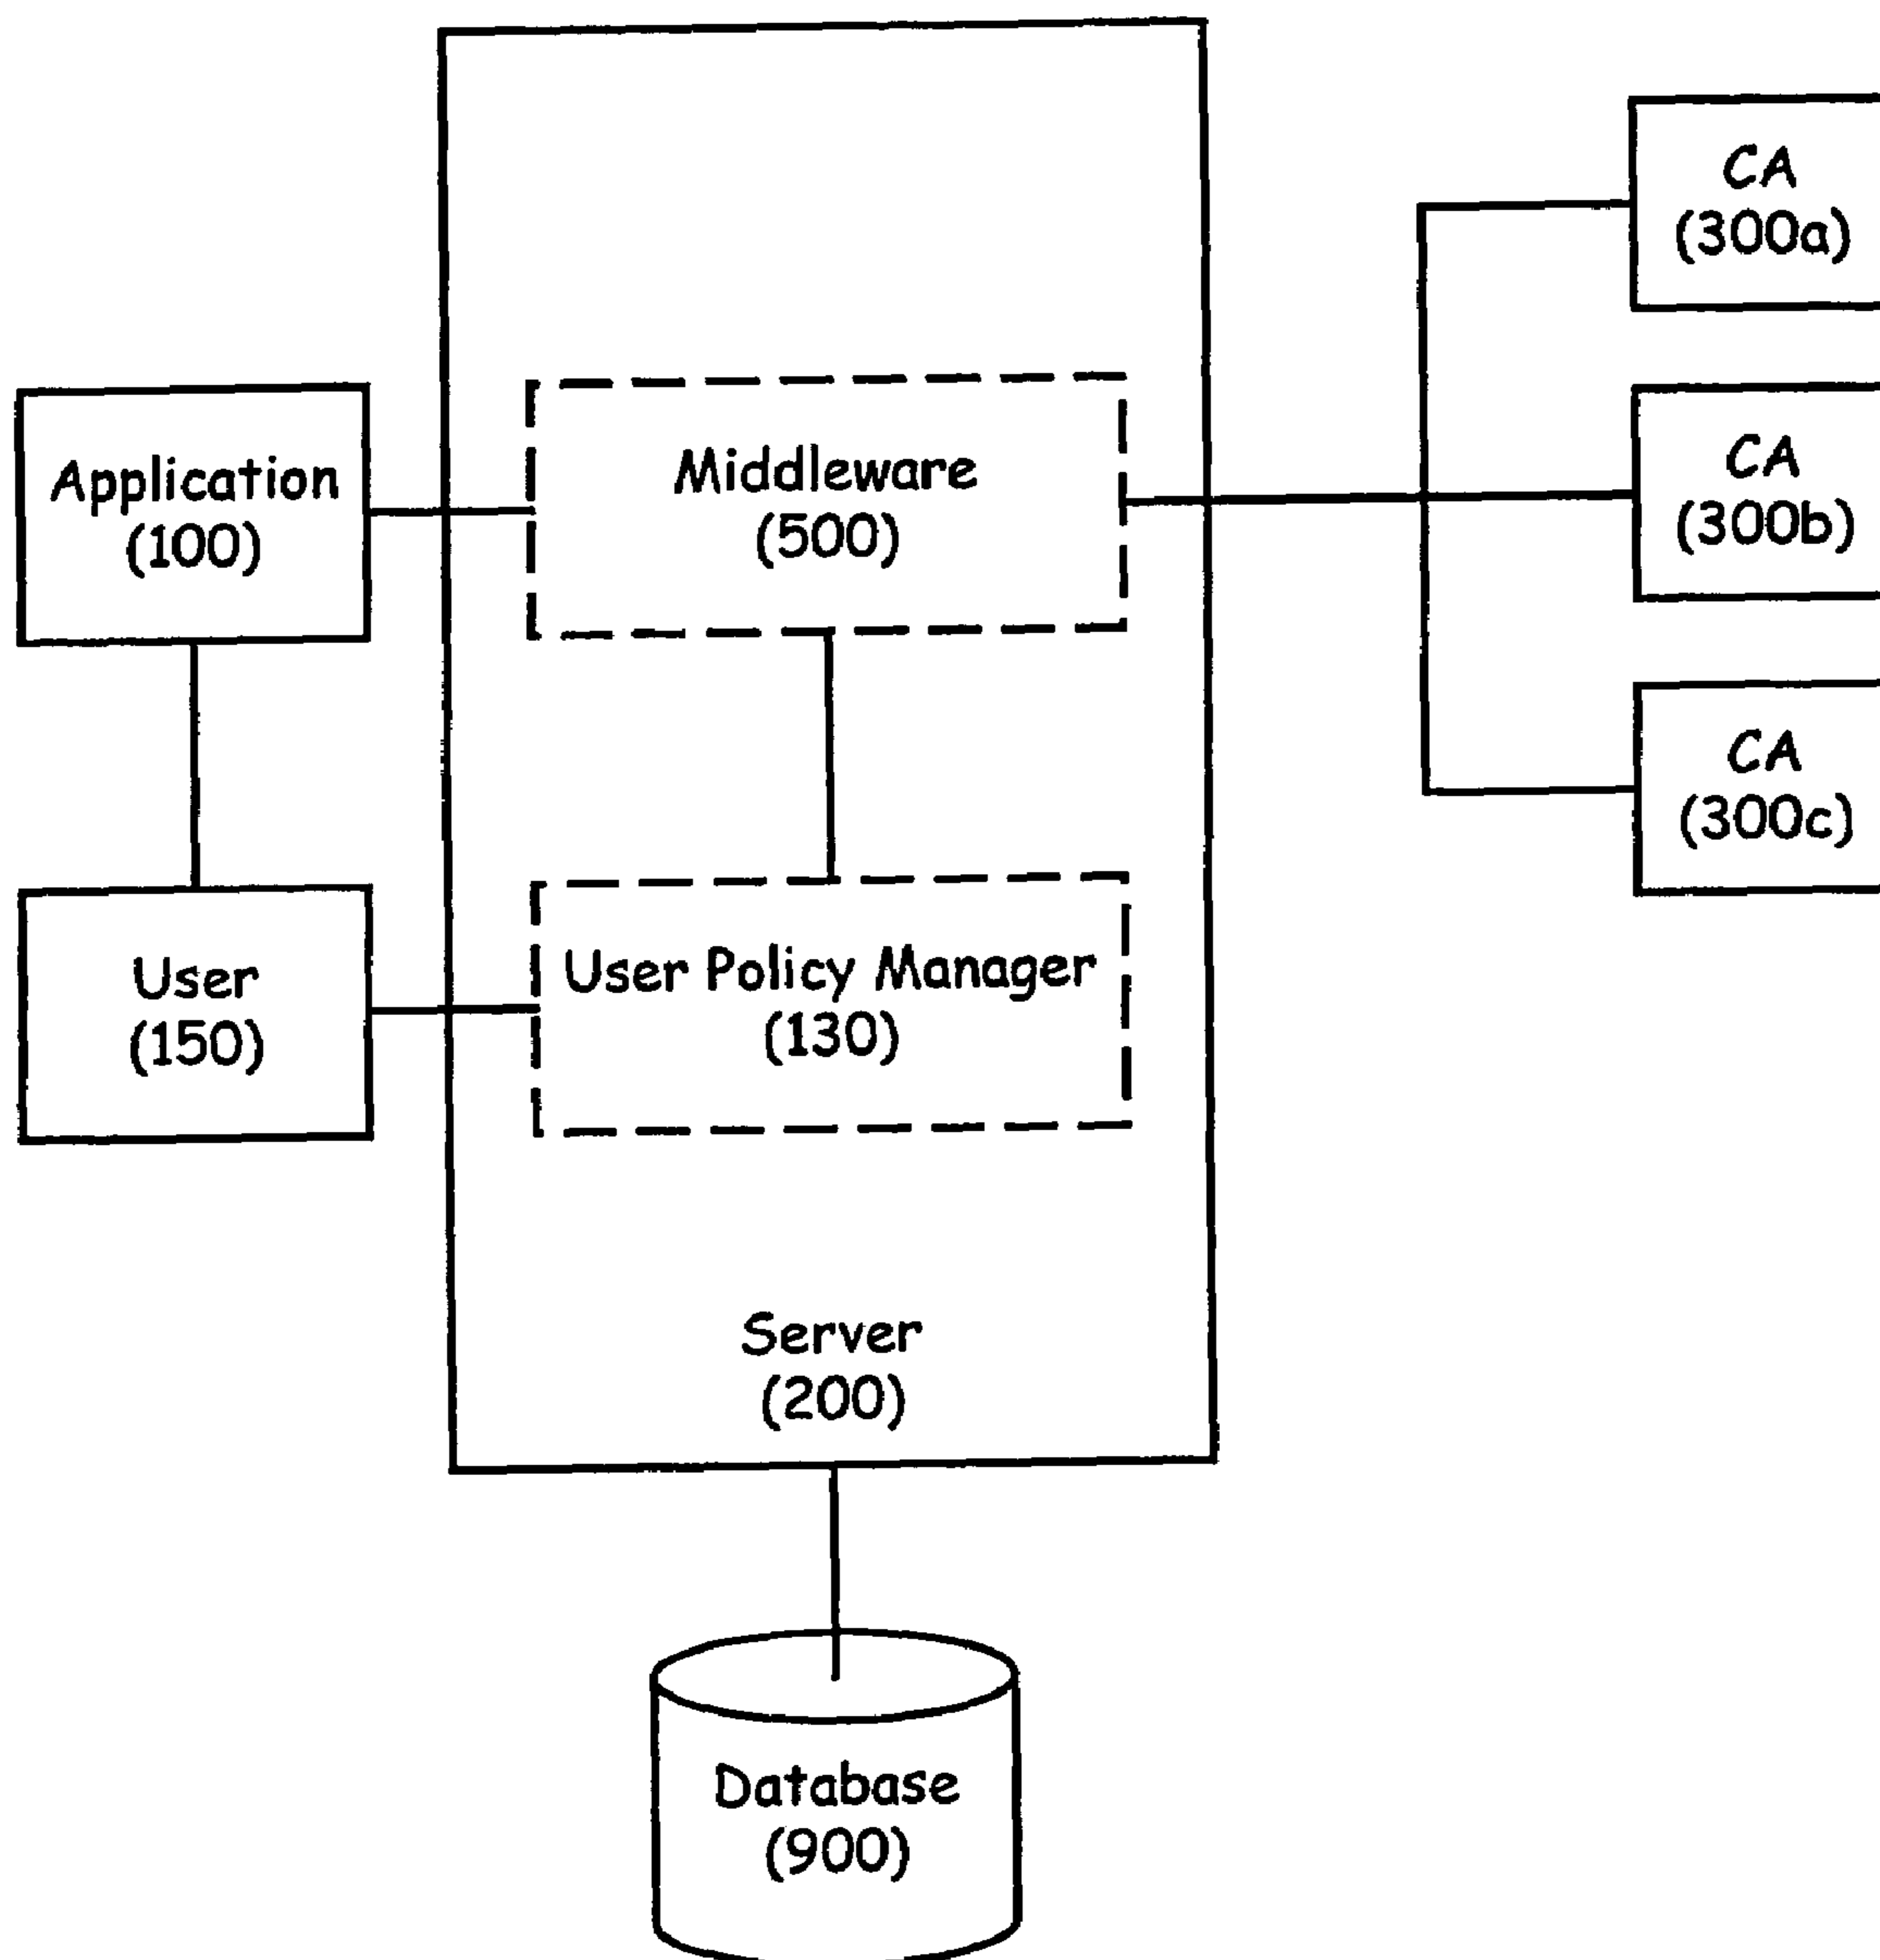 CA
(300a)
Application
(100)
Middleware
(500)
CA
(300b)
CA
(300c)
User
(150)
User Policy Manager
(130)
Server
(200)
Database
(900)